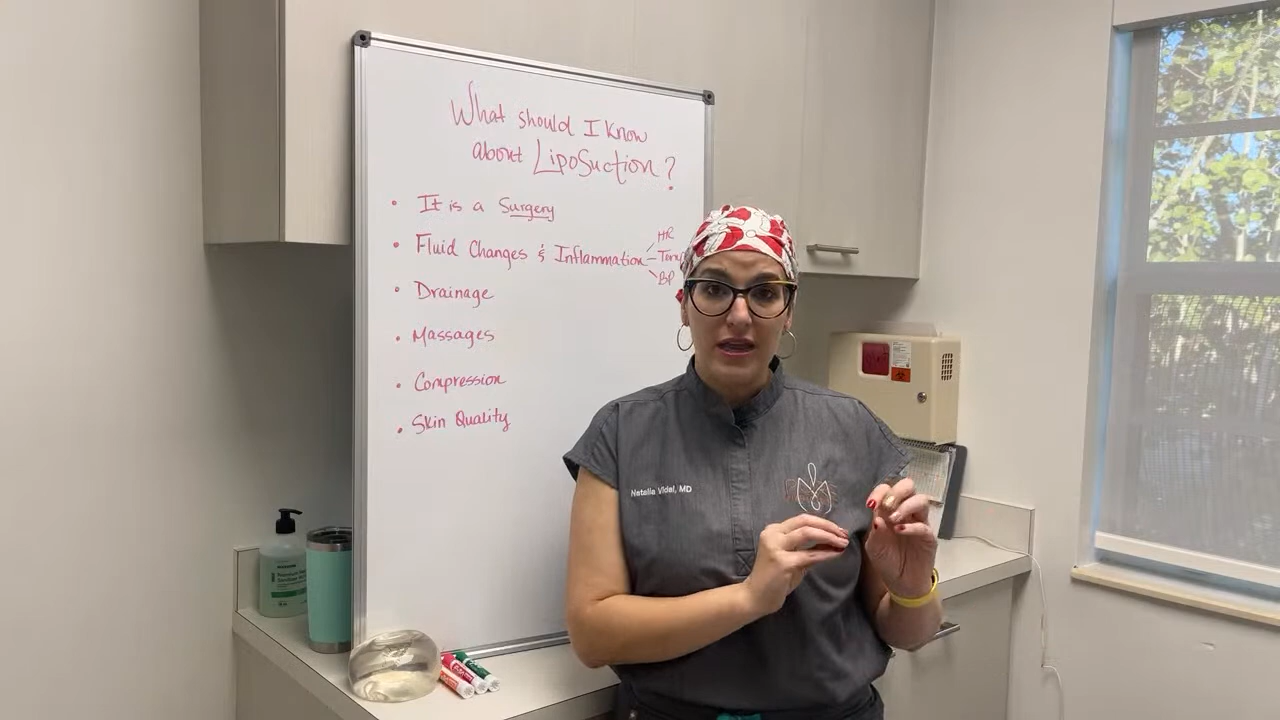 What should I know
about LipoSuction?
• It is a Surgery
• Fluid Changes & Inflammation
HR
BP
• Drainage
• Massages
• Compression
• Skin Quality
Natalia Vidal, MD